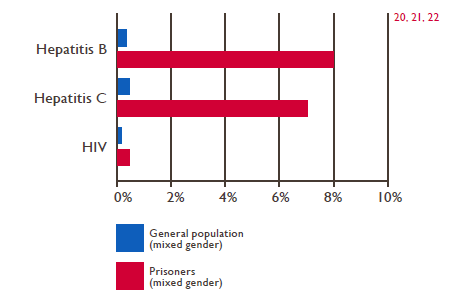 20, 21, 22
Hepatitis B
Hepatitis C
HIV
0% 2% 4% 6% 8% 10%
General population
(mixed gender)
Prisoners
(mixed gender)